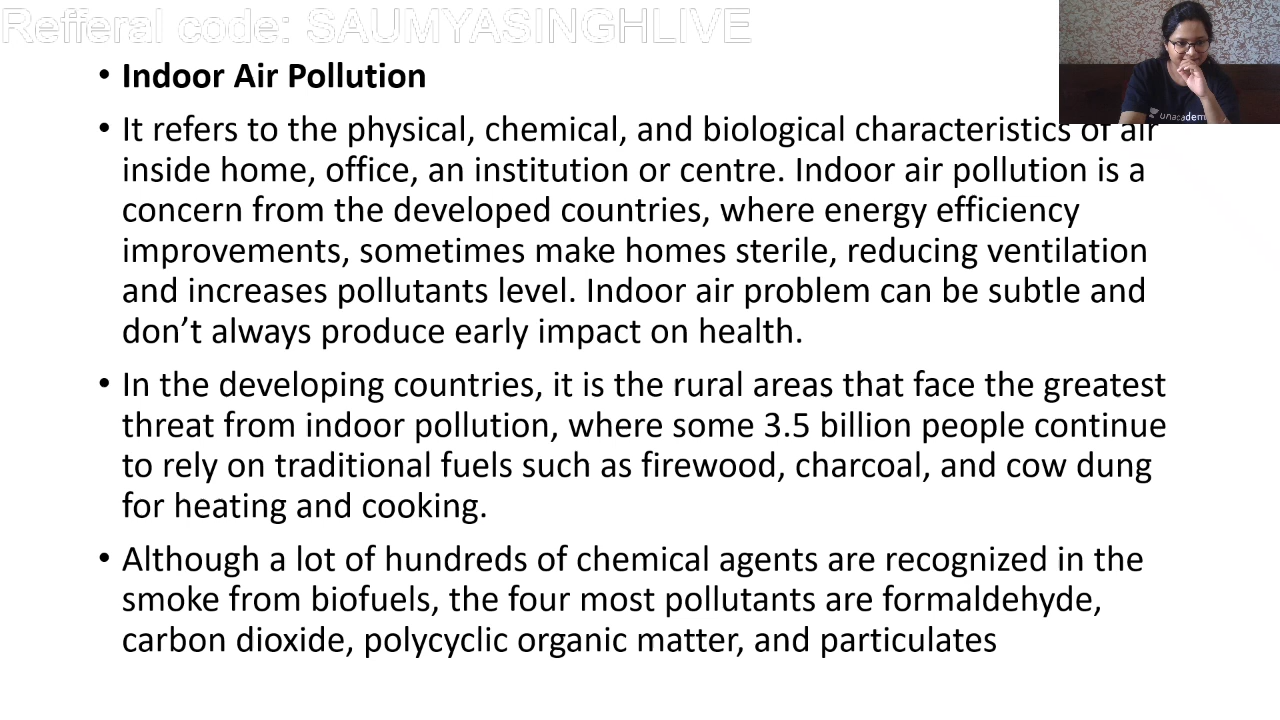 Refferal code: SAUMYASINGHLIVE
• Indoor Air Pollution
• It refers to the physical, chemical, and biological characteristics of air
inside home, office, an institution or centre. Indoor air pollution is a
concern from the developed countries, where energy efficiency
improvements, sometimes make homes sterile, reducing ventilation
and increases pollutants level. Indoor air problem can be subtle and
don’t always produce early impact on health.
• In the developing countries, it is the rural areas that face the greatest
threat from indoor pollution, where some 3.5 billion people continue
to rely on traditional fuels such as firewood, charcoal, and cow dung
for heating and cooking.
• Although a lot of hundreds of chemical agents are recognized in the
smoke from biofuels, the four most pollutants are formaldehyde,
carbon dioxide, polycyclic organic matter, and particulates